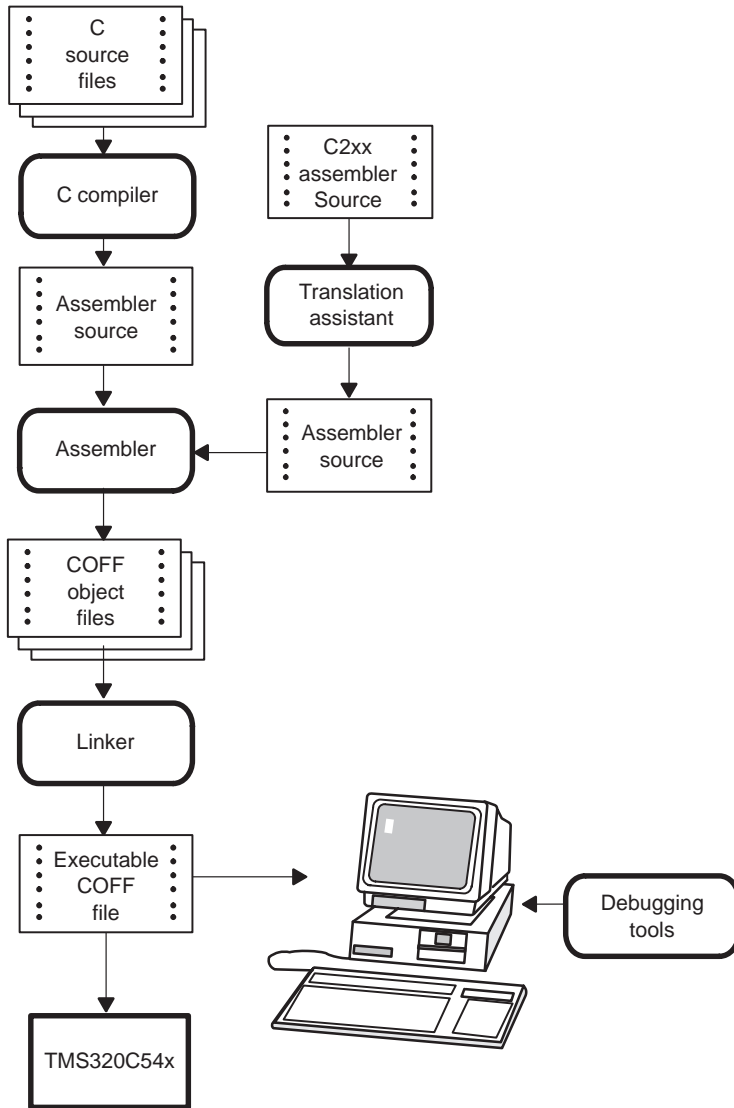 C
source
files
C compiler
C2xx
assembler
Source
Assembler
source
Translation
assistant
Assembler
Assembler
source
COFF
object
files
Linker
Executable
COFF
file
Debugging
tools
TMS320C54x